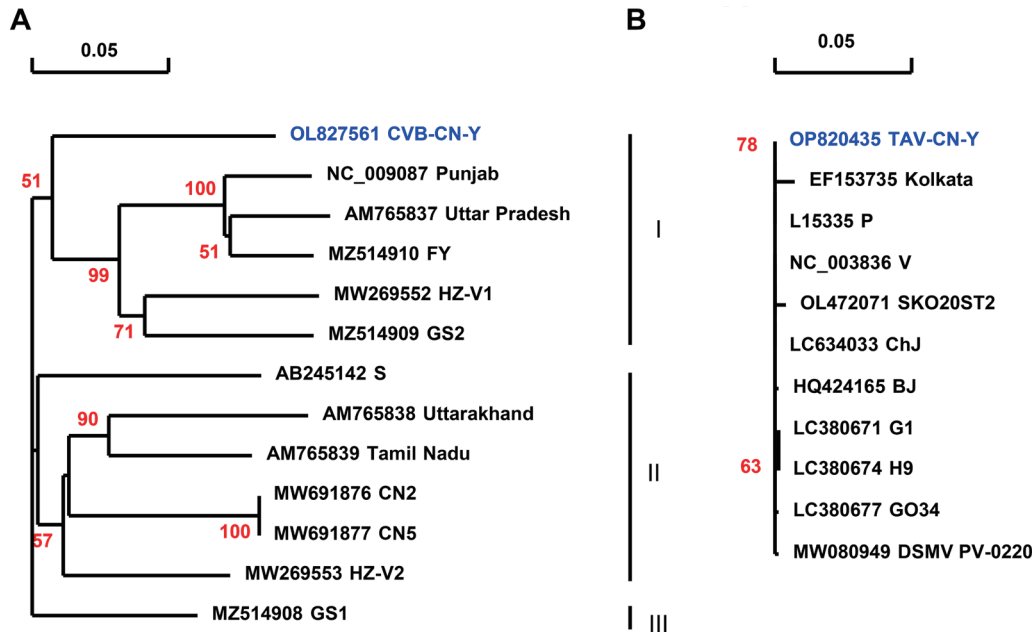 A
0.05
51
OL827561 CVB-CN-Y
100
NC_009087 Punjab
AM765837 Uttar Pradesh
51
MZ514910 FY
99
MW269552 HZ-V1
71
MZ514909 GS2
I
AB245142 S
90
AM765838 Uttarakhand
AM765839 Tamil Nadu
MW691876 CN2
100
MW691877 CN5
57
MW269553 HZ-V2
II
MZ514908 GS1
III
B
0.05
78
OP820435 TAV-CN-Y
EF153735 Kolkata
L15335 P
NC_003836 V
OL472071 SKO20ST2
LC634033 ChJ
HQ424165 BJ
LC380671 G1
63
LC380674 H9
LC380677 GO34
MW080949 DSMV PV-0220